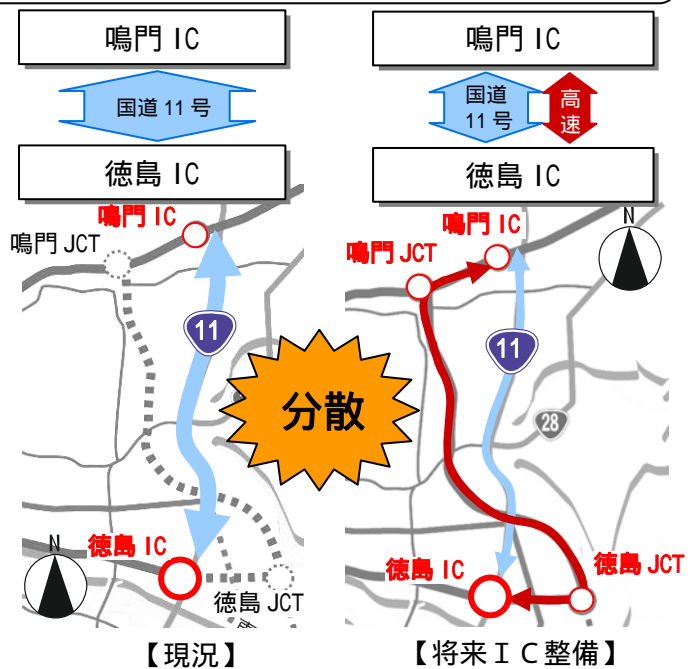 鳴門 IC
国道 11 号
徳島 IC
鳴門 IC
鳴門 JCT
11
徳島 IC
徳島 JCT
N
【現況】
分散
鳴門 IC
国道
11 号
高
速
徳島 IC
鳴門 IC
鳴門 JCT
N
11
28
徳島 IC
徳島 JCT
【将来ＩＣ整備】